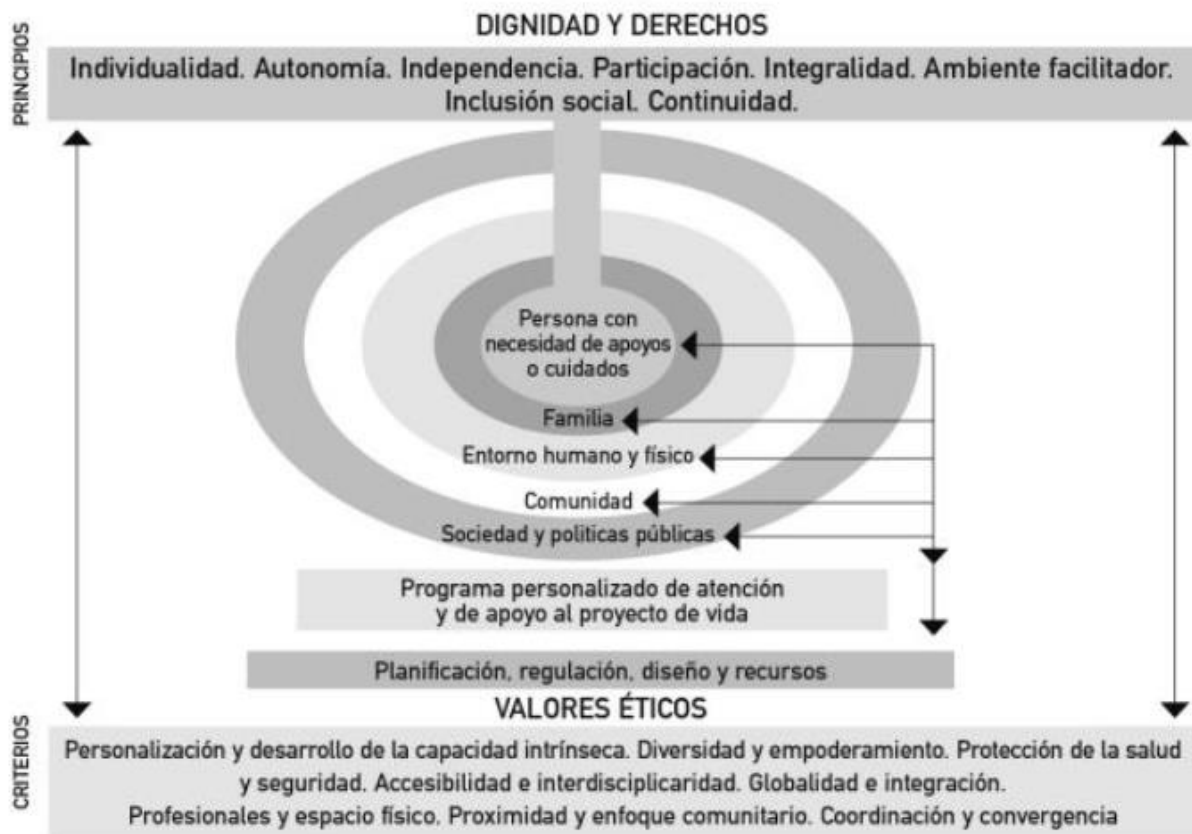 DIGNIDAD Y DERECHOS
PRINCIPIOS
Individualidad. Autonomía. Independencia. Participación. Integralidad. Ambiente facilitador.
Inclusión social. Continuidad.
Persona con
necesidad de apoyos
o cuidados
Familia
Entorno humano y físico
Comunidad
Sociedad y politicas públicas
Programa personalizado de atención
y de apoyo al proyecto de vida
Planificación, regulación, diseño y recursos
VALORES ÉTICOS
CRITERIOS
Personalización y desarrollo de la capacidad intrínseca. Diversidad y empoderamiento. Protección de la salud
y seguridad. Accesibilidad e interdisciplicaridad. Globalidad e integración.
Profesionales y espacio físico. Proximidad y enfoque comunitario. Coordinación y convergencia